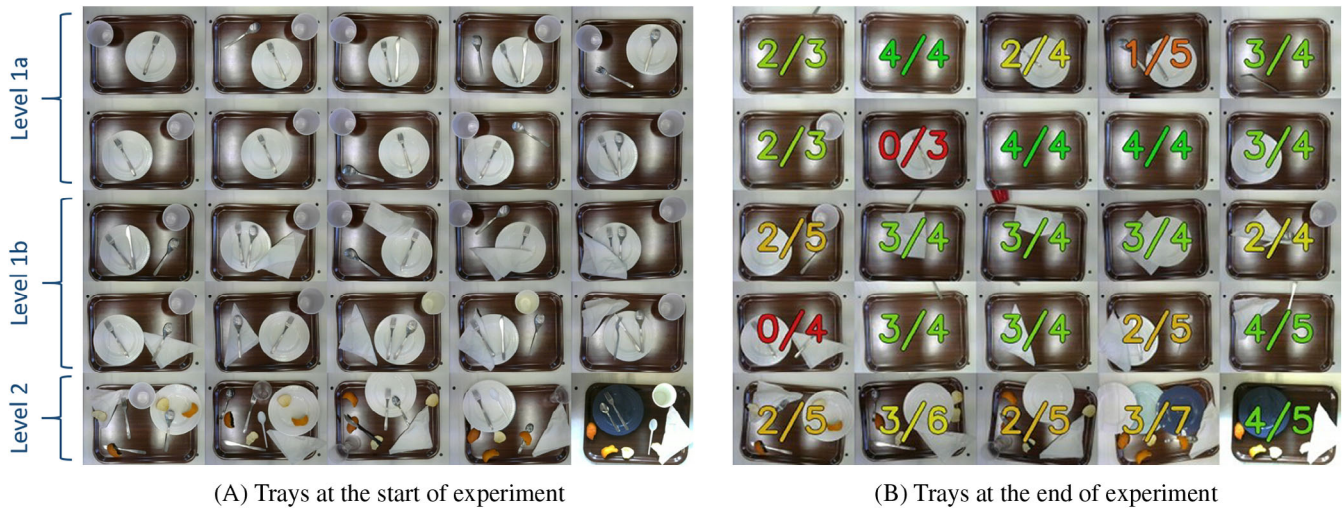 Level 1a
Level 1b
Level 2
2/3 4/4 2/4 1/5 3/4
2/3 0/3 4/4 4/4 3/4
2/5 3/4 3/4 3/4 2/4
0/4 3/4 3/4 2/5 4/5
2/5 3/6 2/5 3/7 4/5
(A) Trays at the start of experiment
(B) Trays at the end of experiment